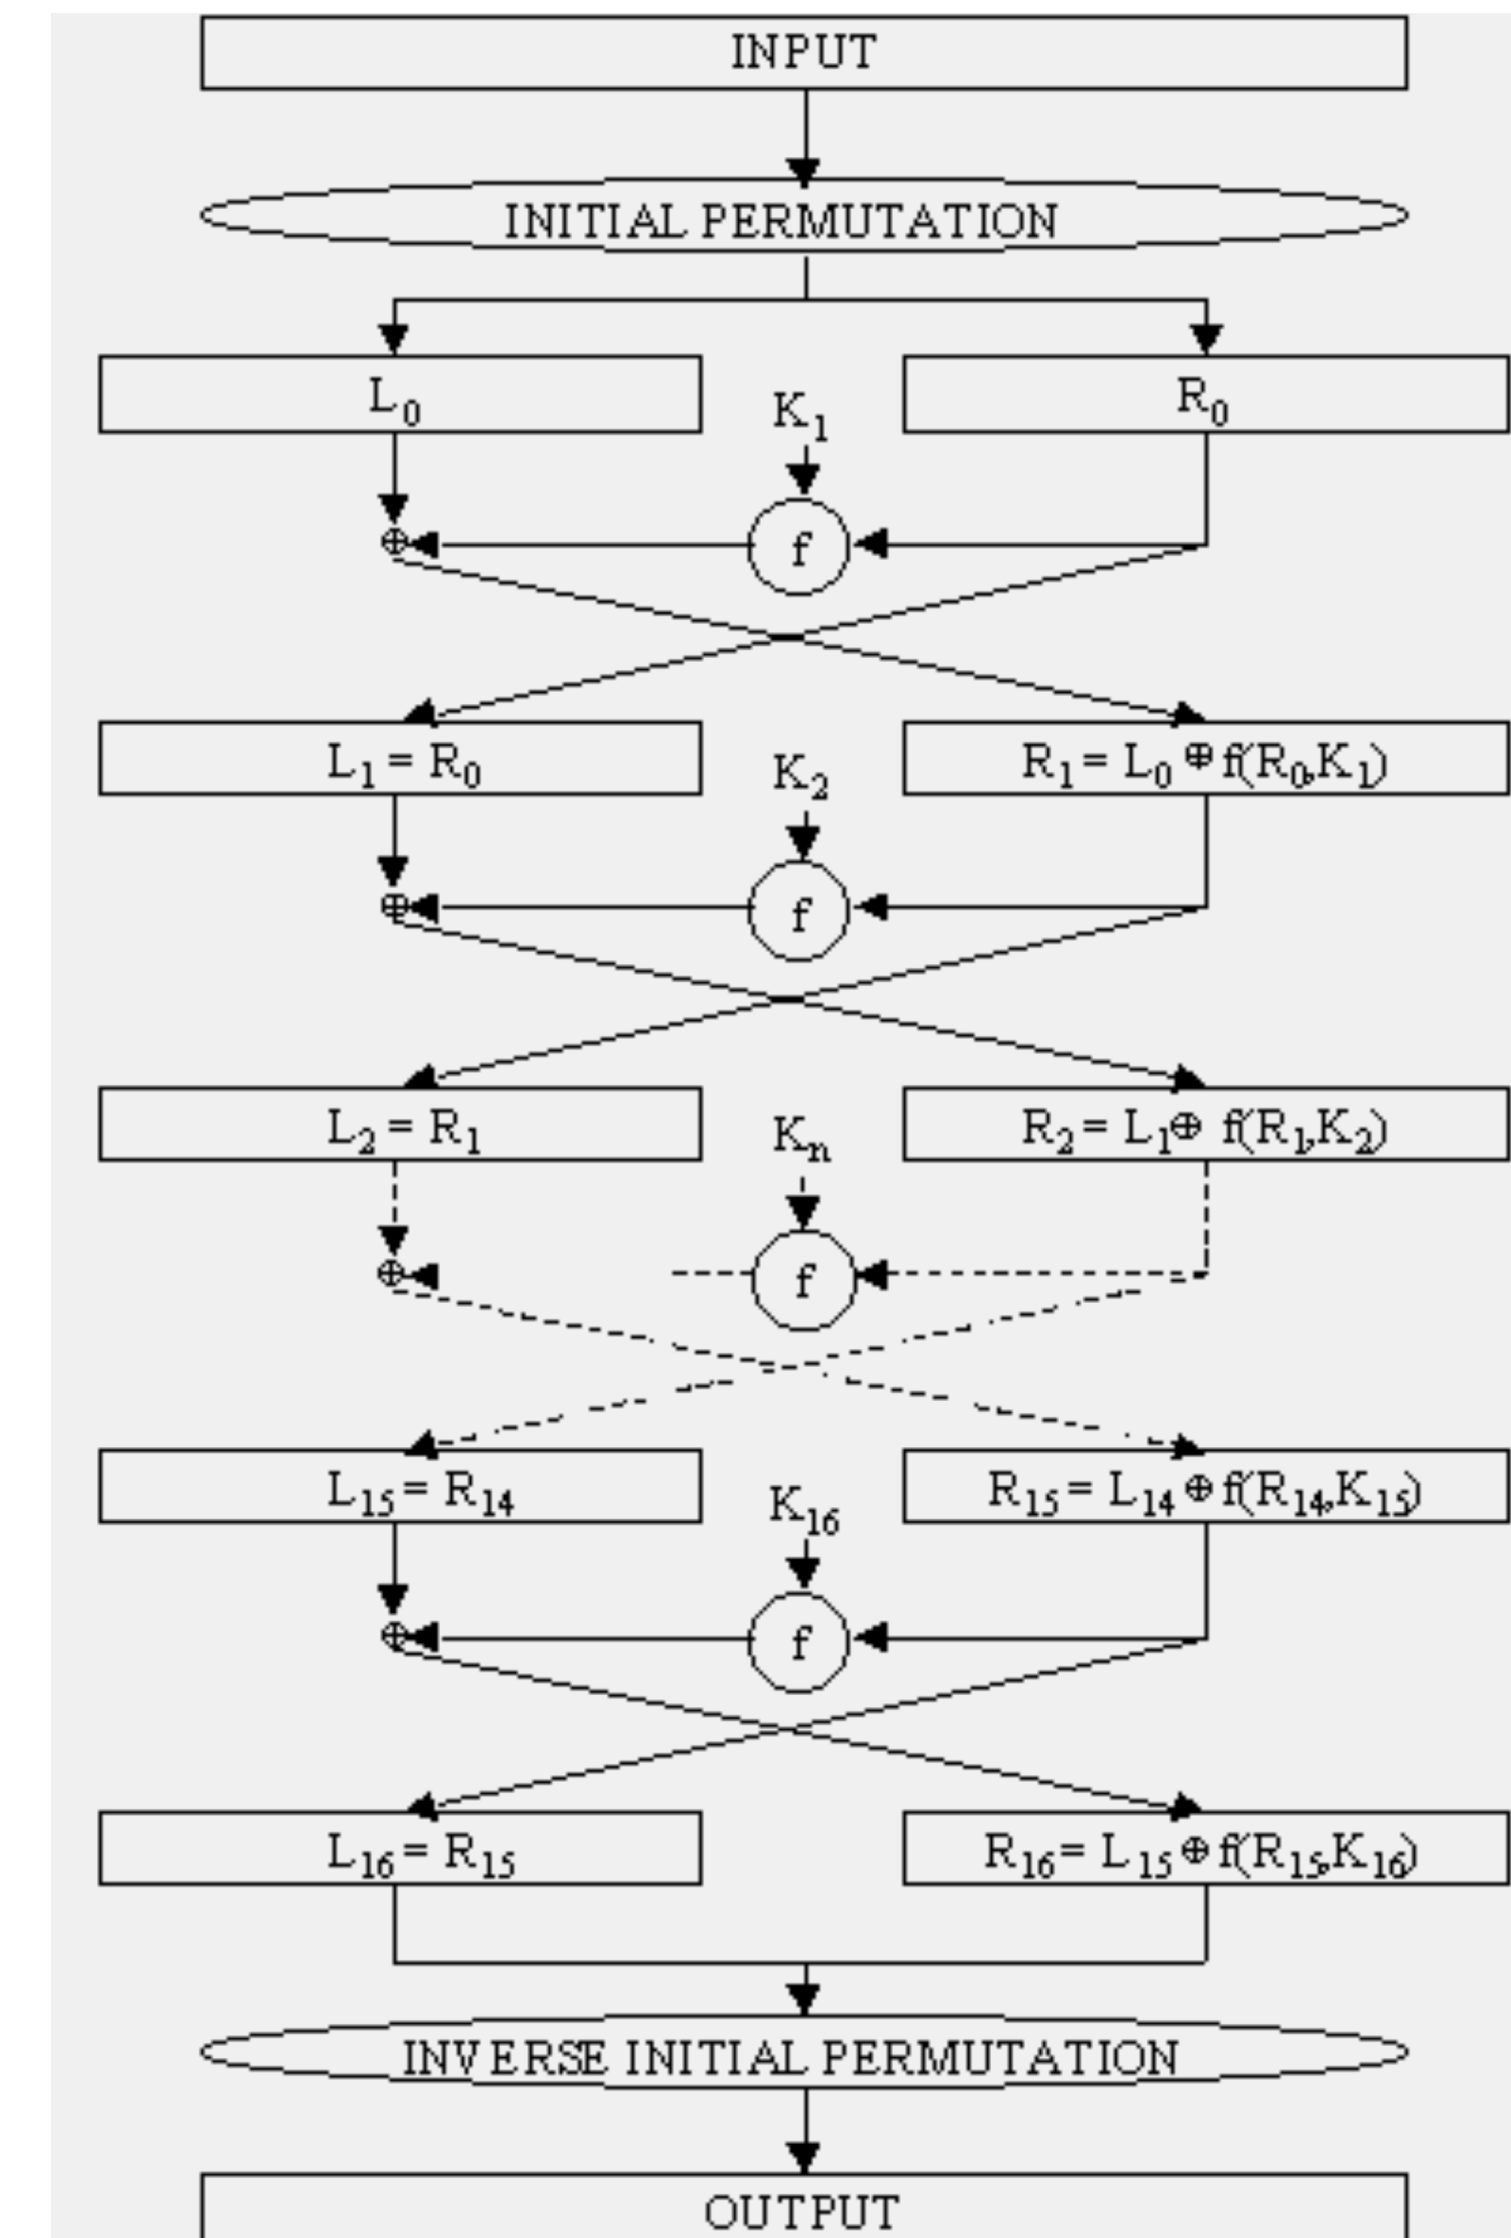 INPUT
INITIAL PERMUTATION
L₀
K₁
R₀
⊕
f
L₁ = R₀
K₂
R₁ = L₀ ⊕ f(R₀,K₁)
⊕
f
L₂ = R₁
Kₙ
R₂ = L₁ ⊕ f(R₁,K₂)
⊕
f
L₁₅ = R₁₄
K₁₆
R₁₅ = L₁₄ ⊕ f(R₁₄,K₁₅)
⊕
f
L₁₆ = R₁₅
R₁₆ = L₁₅ ⊕ f(R₁₅,K₁₆)
INVERSE INITIAL PERMUTATION
OUTPUT